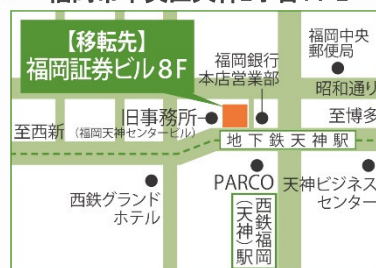 【移転先】
福岡証券ビル8F
福岡中央
郵便局
福岡銀行
本店営業部
昭和通り
旧事務所
(福岡天神センタービル)
至西新
至博多
地下鉄天神駅
PARCO
天神ビジネス
センター
西鉄グランド
ホテル
西鉄福岡
(天神)駅